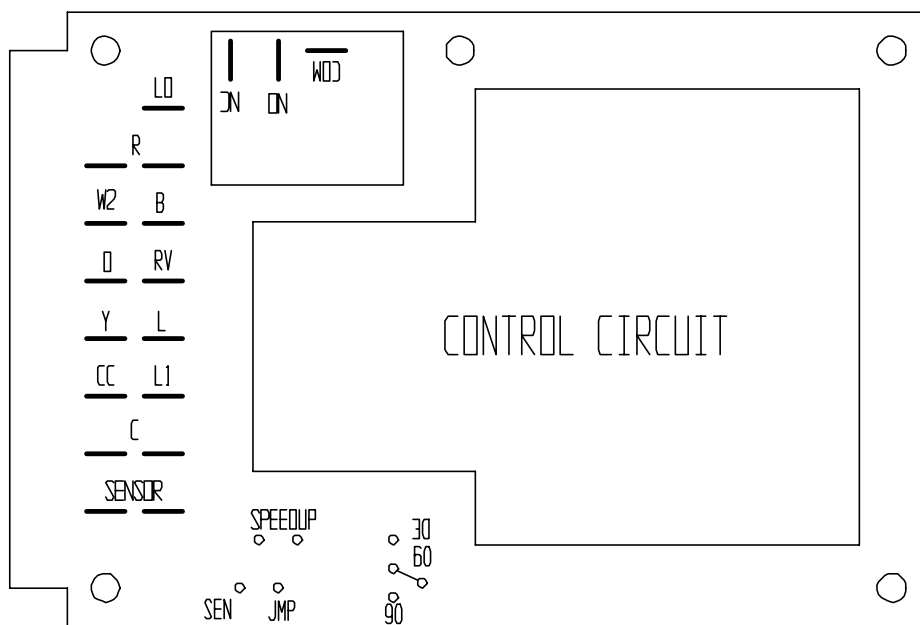 NC
NO
COM
LO
R
W2 B
O RV
Y L
CC L1
C
SENSOR
CONTROL CIRCUIT
SPEEDUP
30
60
90
SEN JMP